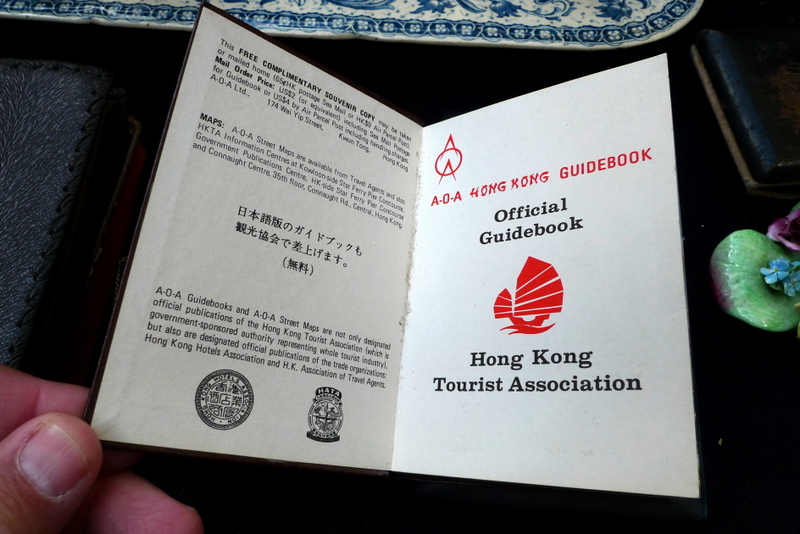 This FREE COMPLIMENTARY SOUVENIR COPY may be taken
or mailed home (65¢HK postage Sea Mail or HK$9 Air Parcel Post).
Mail Order Price: US$2 (or equivalent) including Sea Mail Postage
for Guidebook or US$4 by Air Parcel Post including handling charges.
A-O-A Ltd.,
174 Wai Yip Street,
Kwun Tong,
Hong Kong
MAPS: A-O-A Street Maps are available from Travel Agents and also
HKTA Information Centres at Kowloon-side Star Ferry Pier Concourse,
Government Publications Centre, HK-side Star Ferry Pier Concourse
and Connaught Centre, 35th floor, Connaught Rd., Central, Hong Kong.
日本語版のガイドブックも
観光協会で差上げます。
(無料)
A-O-A Guidebooks and A-O-A Street Maps are not only designated
official publications of the Hong Kong Tourist Association (which is
government-sponsored authority representing whole tourist industry),
but also are designated official publications of the trade organizations:
Hong Kong Hotels Association and H.K. Association of Travel Agents.
HONG KONG HOTELS ASSOCIATION
HATA
A-O-A HONG KONG GUIDEBOOK
Official
Guidebook
Hong Kong
Tourist Association